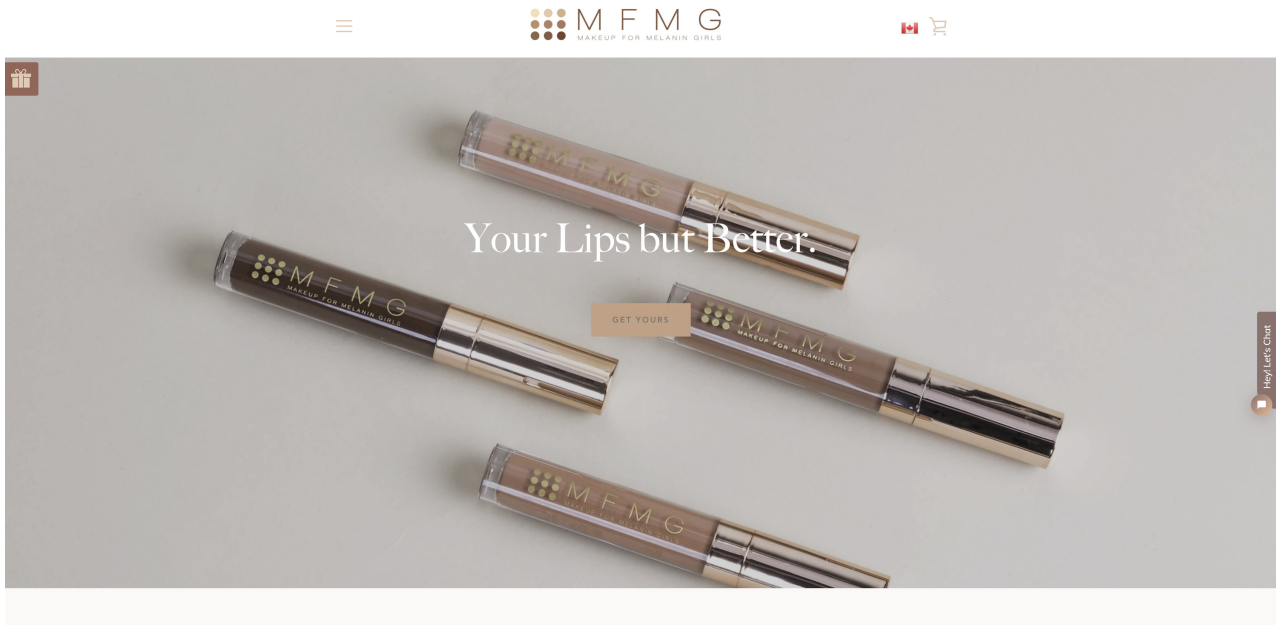 MFMG
MAKEUP FOR MELANIN GIRLS
MFMG
Your Lips but Better.
MFMG
MAKEUP FOR MELANIN GIRLS
GET YOURS
MFMG
MAKEUP FOR MELANIN GIRLS
Hey! Let's Chat
MFMG
MAKEUP FOR MELANIN GIRLS